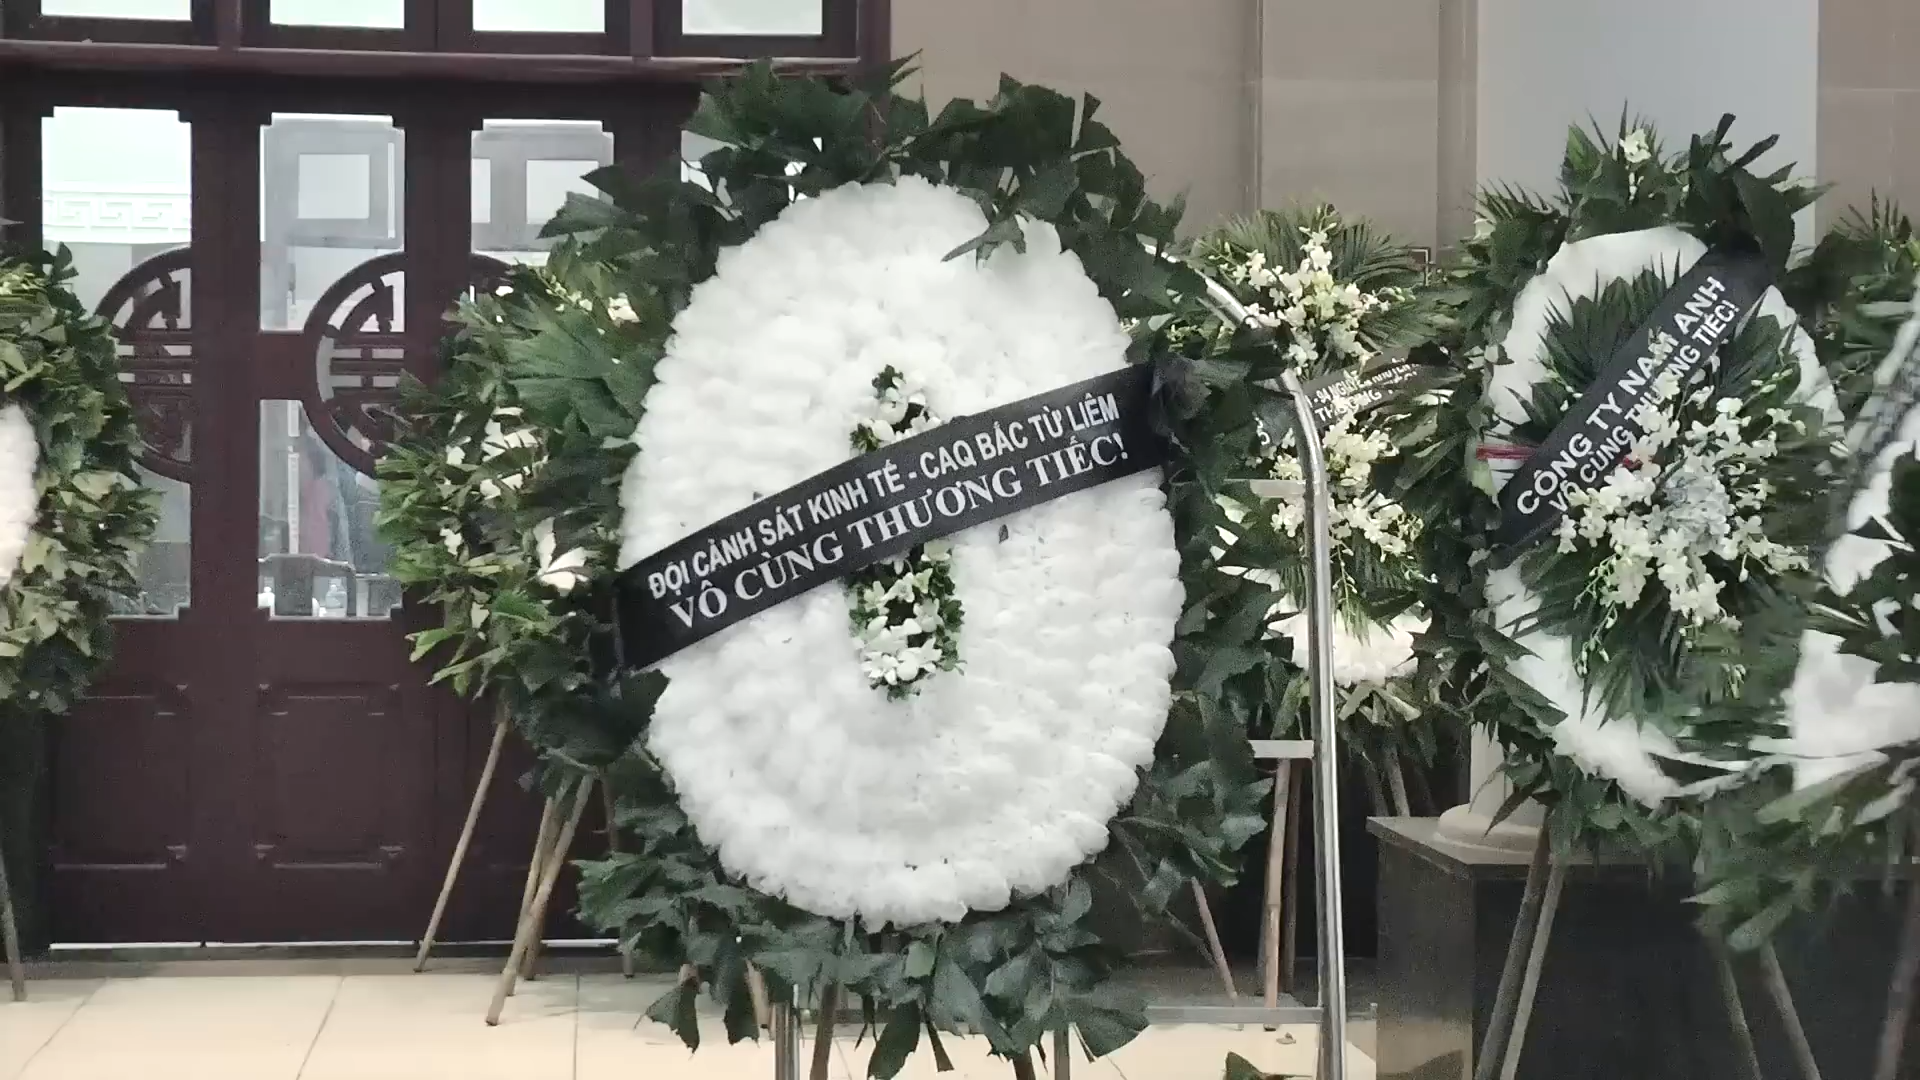 ĐỘI CẢNH SÁT KINH TẾ - CAQ BẮC TỪ LIÊM
VÔ CÙNG THƯƠNG TIẾC!
CÔNG TY NAM ANH
VÔ CÙNG THƯƠNG TIẾC!